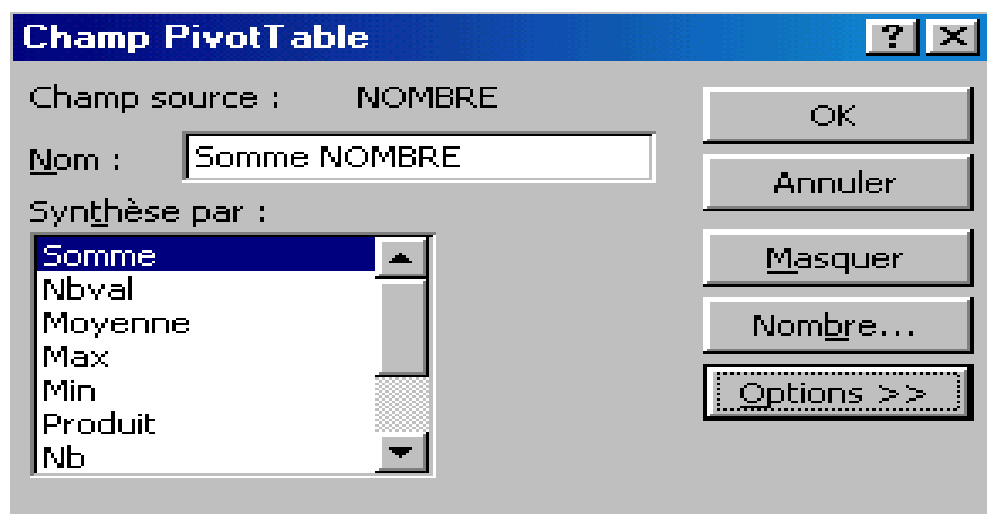 Champ PivotTable
Champ source : NOMBRE
Nom : Somme NOMBRE
Synthèse par :
Somme
Nbval
Moyenne
Max
Min
Produit
Nb
OK
Annuler
Masquer
Nombre...
Options >>